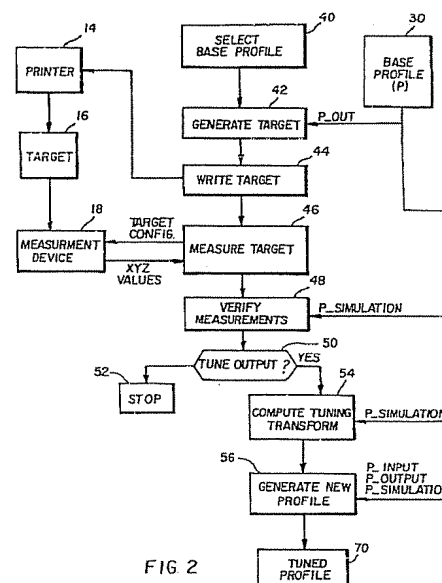 14
PRINTER
16
TARGET
18
MEASURMENT
DEVICE
40
SELECT
BASE PROFILE
42
GENERATE TARGET
44
WRITE TARGET
46
MEASURE TARGET
TARGET
CONFIG.
XYZ
VALUES
48
VERIFY
MEASUREMENTS
50
TUNE OUTPUT ?
YES
52
STOP
54
COMPUTE TUNING
TRANSFORM
56
GENERATE NEW
PROFILE
70
TUNED
PROFILE
30
BASE
PROFILE
(P)
P_OUT
P_SIMULATION
P_SIMULATION
P_INPUT
P_OUTPUT
P_SIMULATION
FIG 2